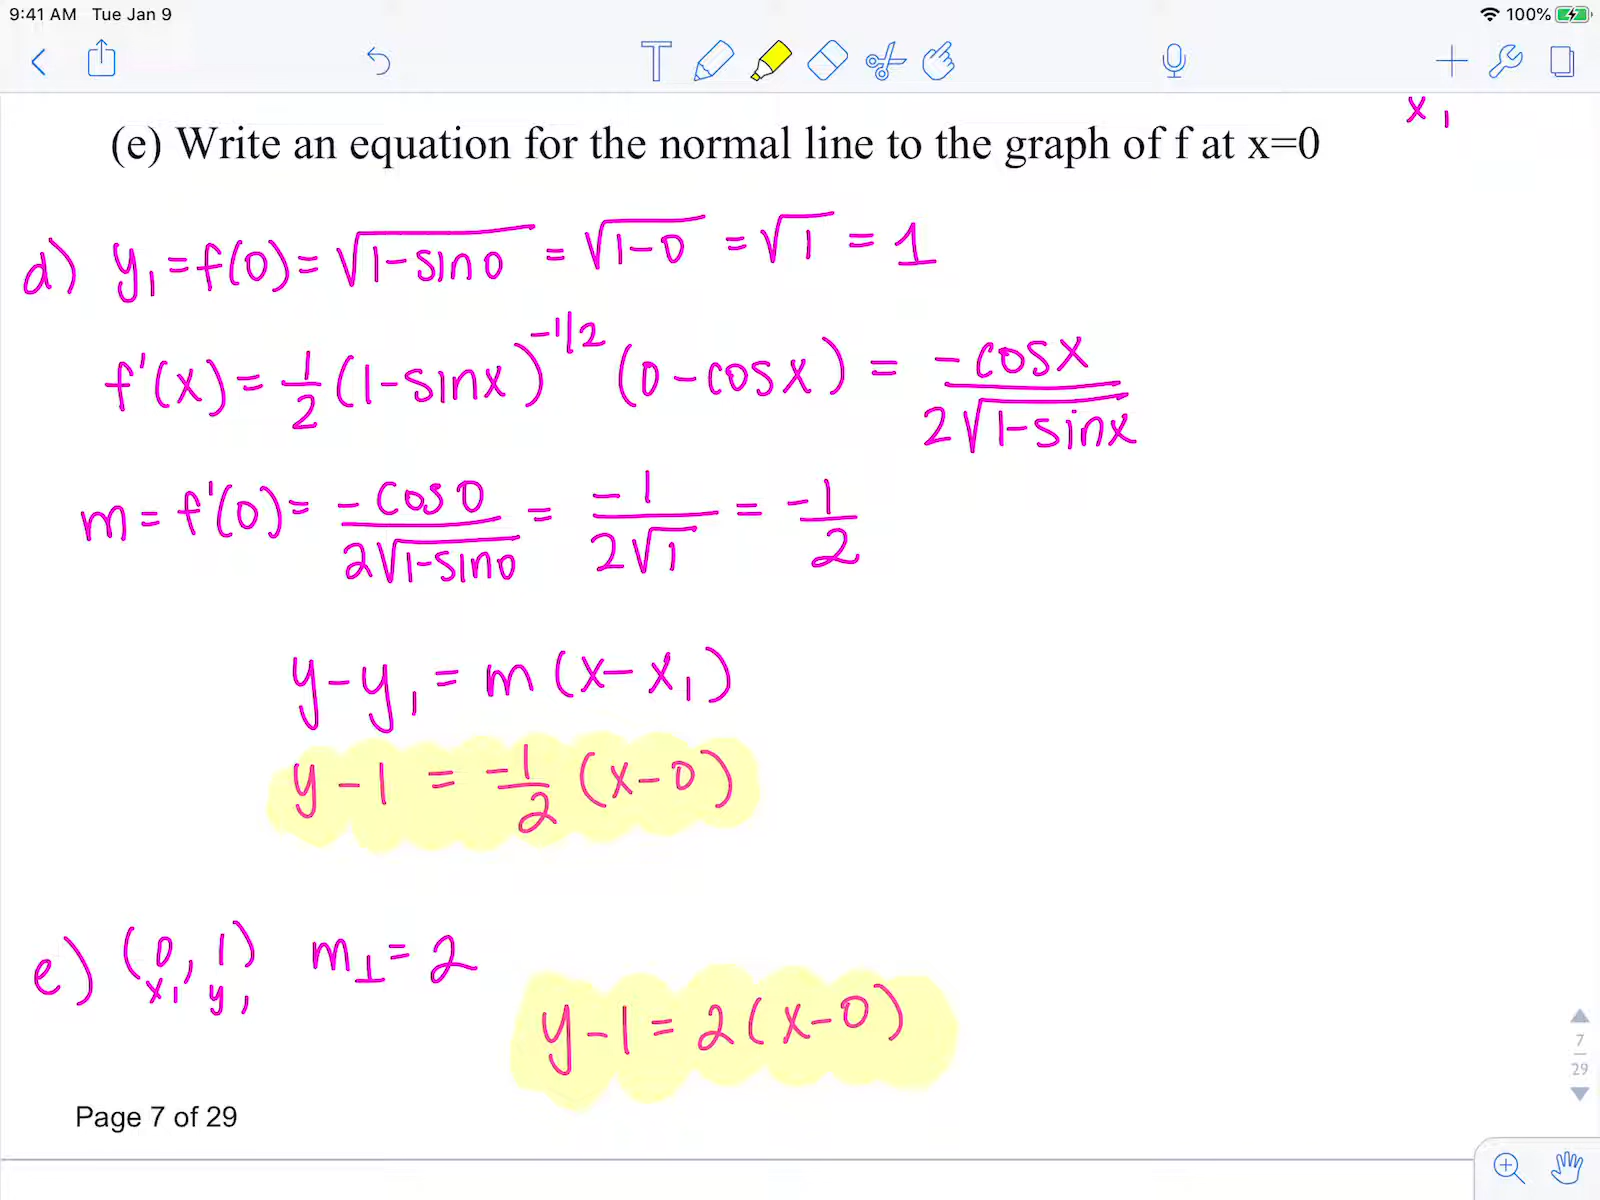 9:41 AM Tue Jan 9 100%
x₁
(e) Write an equation for the normal line to the graph of f at x=0
d) y₁ = f(0) = √(1-sin0) = √(1-0) = √1 = 1
f'(x) = 1/2 (1-sinx)^(-1/2) (0-cosx) = -cosx / 2√(1-sinx)
m = f'(0) = -cos0 / 2√(1-sin0) = -1 / 2√1 = -1/2
y-y₁ = m(x-x₁)
y-1 = -1/2 (x-0)
e) (0, 1) m⊥ = 2
x₁ y₁
y-1 = 2(x-0)
7
29
Page 7 of 29